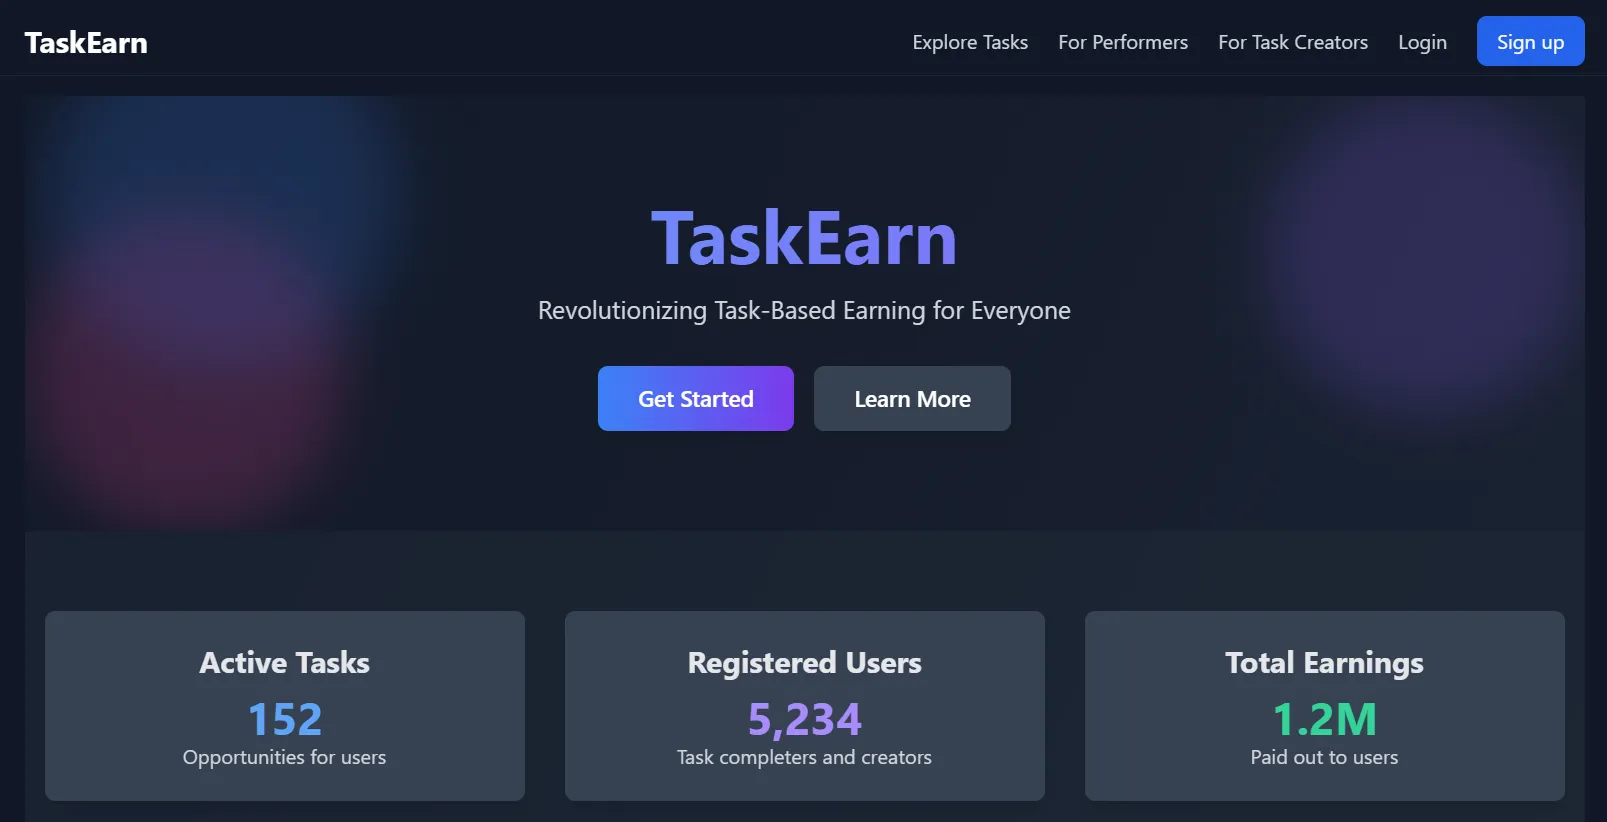 TaskEarn
Explore Tasks
For Performers
For Task Creators
Login
Sign up
TaskEarn
Revolutionizing Task-Based Earning for Everyone
Get Started
Learn More
Active Tasks
152
Opportunities for users
Registered Users
5,234
Task completers and creators
Total Earnings
1.2M
Paid out to users